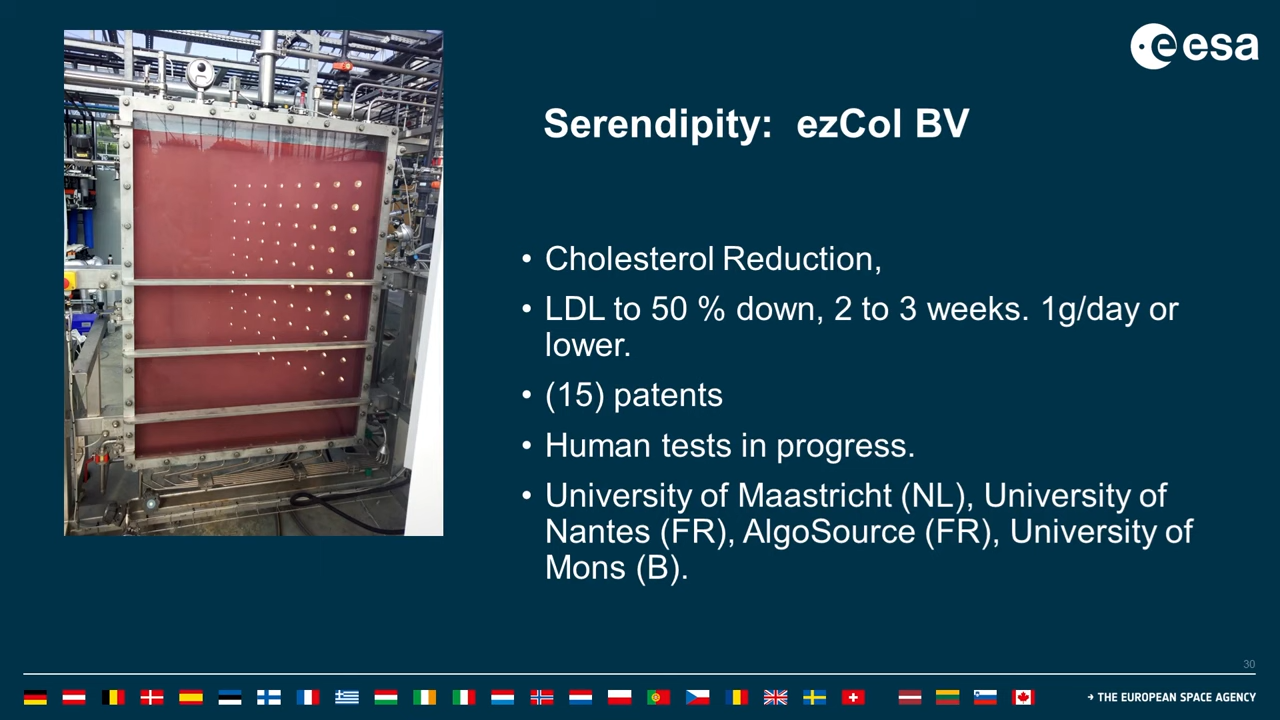 esa
Serendipity: ezCol BV
• Cholesterol Reduction,
• LDL to 50 % down, 2 to 3 weeks. 1g/day or
lower.
• (15) patents
• Human tests in progress.
• University of Maastricht (NL), University of
Nantes (FR), AlgoSource (FR), University of
Mons (B).
30
→ THE EUROPEAN SPACE AGENCY